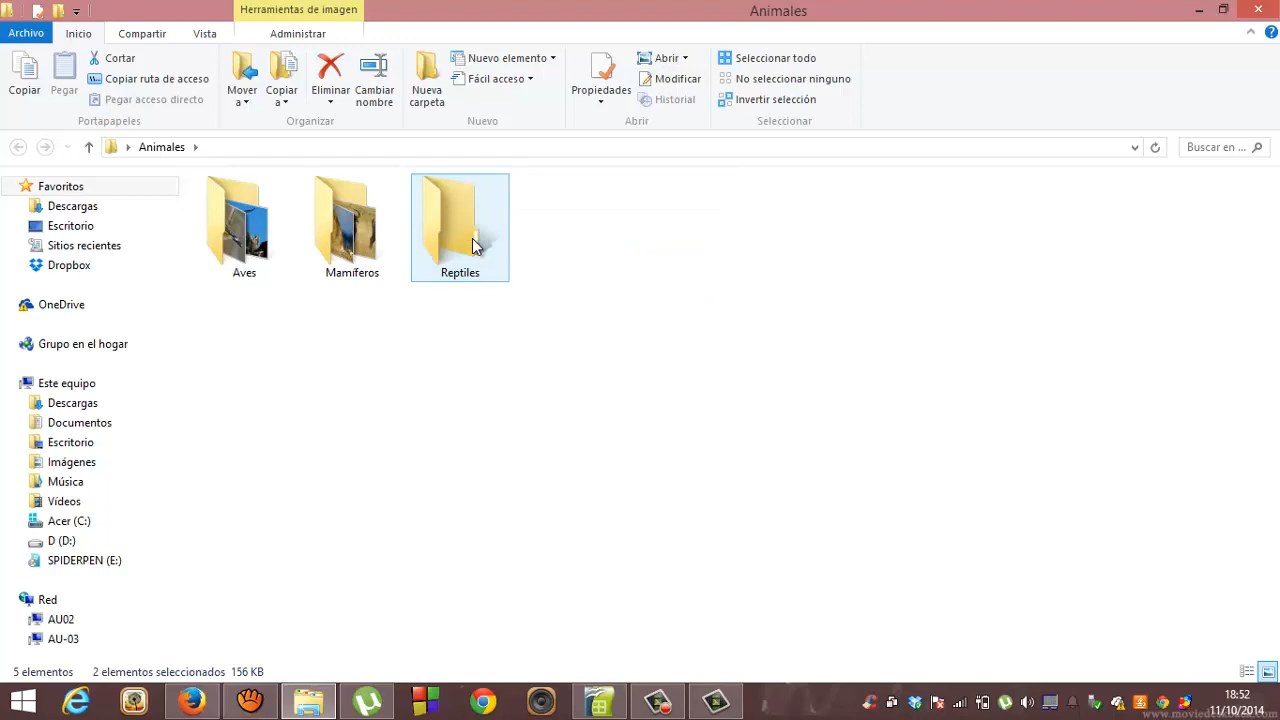 Herramientas de imagen
Animales
Archivo
Inicio
Compartir
Vista
Administrar
Copiar
Pegar
Cortar
Copiar ruta de acceso
Pegar acceso directo
Mover a
Copiar a
Eliminar
Cambiar nombre
Nueva carpeta
Nuevo elemento
Fácil acceso
Propiedades
Abrir
Modificar
Historial
Seleccionar todo
No seleccionar ninguno
Invertir selección
Portapapeles
Organizar
Nuevo
Abrir
Seleccionar
Animales
Buscar en ...
Favoritos
Descargas
Escritorio
Sitios recientes
Dropbox
OneDrive
Grupo en el hogar
Este equipo
Descargas
Documentos
Escritorio
Imágenes
Música
Vídeos
Acer (C:)
D (D:)
SPIDERPEN (E:)
Red
AU02
AU-03
Aves
Mamíferos
Reptiles
5 elementos
2 elementos seleccionados 156 KB
18:52
11/10/2014